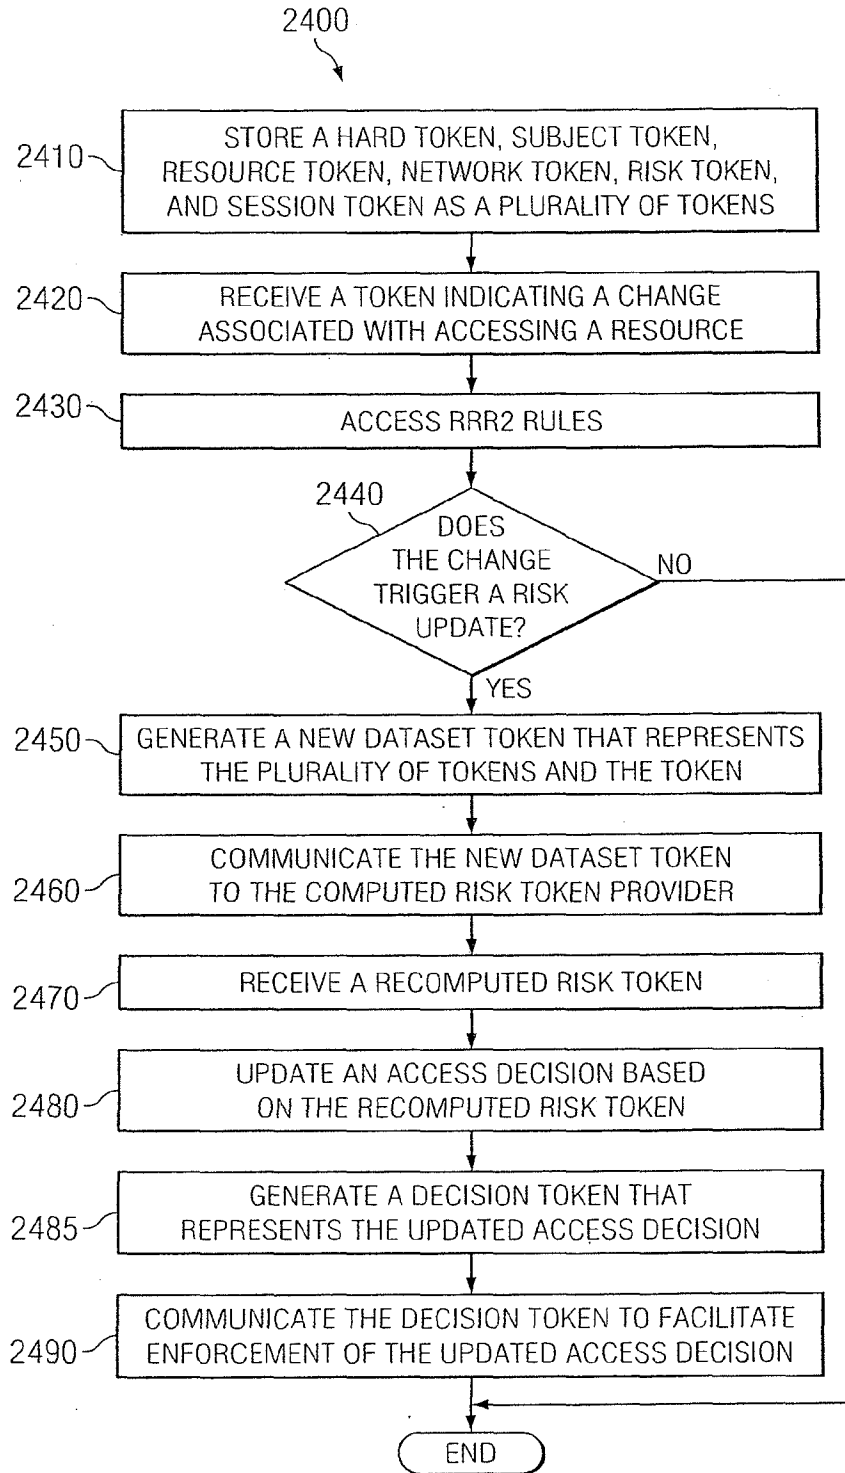 2400
2410
STORE A HARD TOKEN, SUBJECT TOKEN,
RESOURCE TOKEN, NETWORK TOKEN, RISK TOKEN,
AND SESSION TOKEN AS A PLURALITY OF TOKENS
2420
RECEIVE A TOKEN INDICATING A CHANGE
ASSOCIATED WITH ACCESSING A RESOURCE
2430
ACCESS RRR2 RULES
2440
DOES
THE CHANGE
TRIGGER A RISK
UPDATE?
NO
YES
2450
GENERATE A NEW DATASET TOKEN THAT REPRESENTS
THE PLURALITY OF TOKENS AND THE TOKEN
2460
COMMUNICATE THE NEW DATASET TOKEN
TO THE COMPUTED RISK TOKEN PROVIDER
2470
RECEIVE A RECOMPUTED RISK TOKEN
2480
UPDATE AN ACCESS DECISION BASED
ON THE RECOMPUTED RISK TOKEN
2485
GENERATE A DECISION TOKEN THAT
REPRESENTS THE UPDATED ACCESS DECISION
2490
COMMUNICATE THE DECISION TOKEN TO FACILITATE
ENFORCEMENT OF THE UPDATED ACCESS DECISION
END